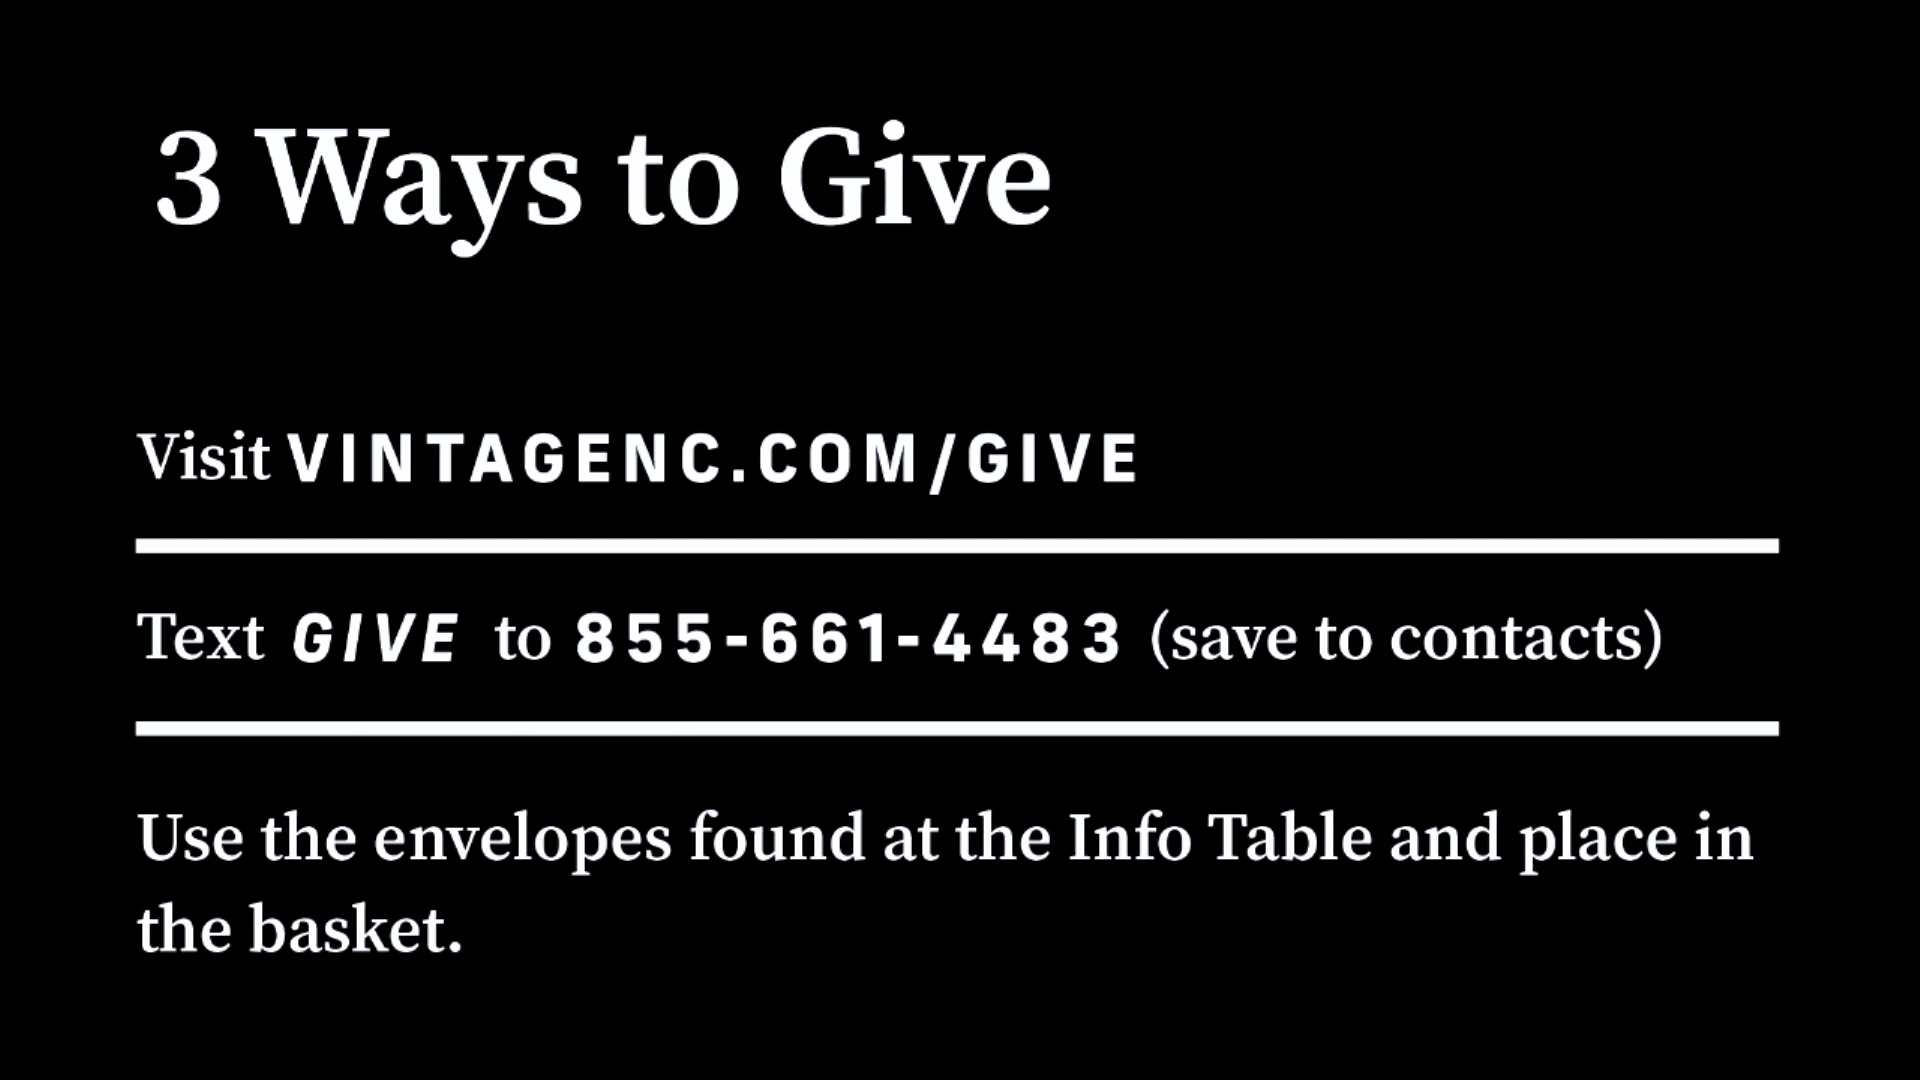 3 Ways to Give
Visit VINTAGENC.COM/GIVE
Text GIVE to 855-661-4483 (save to contacts)
Use the envelopes found at the Info Table and place in
the basket.